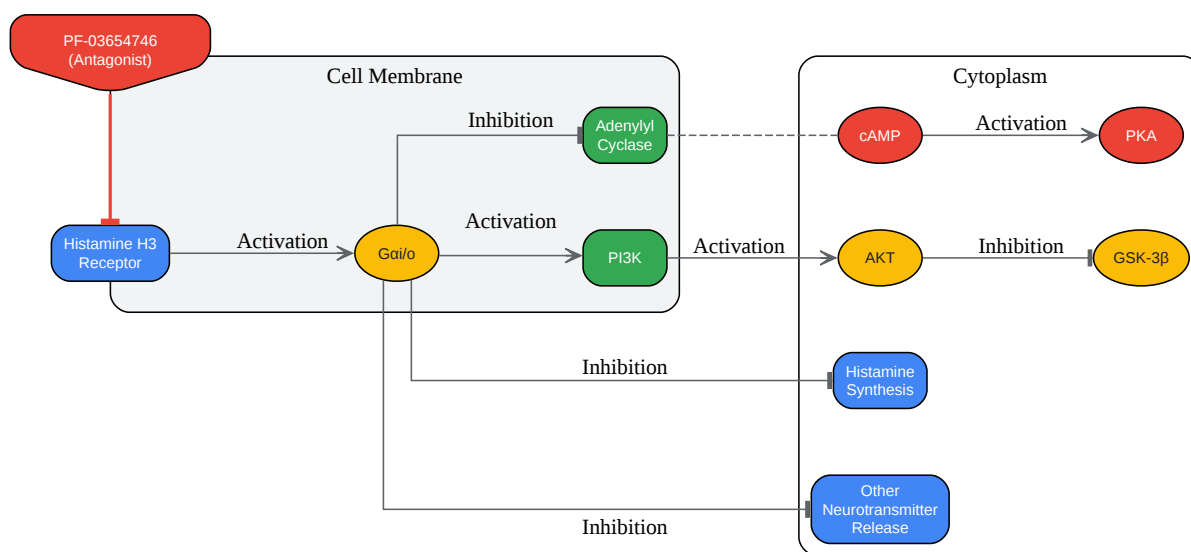 PF-03654746
(Antagonist)
Cell Membrane
Cytoplasm
Inhibition
Adenylyl
Cyclase
cAMP
Activation
PKA
Histamine H3
Receptor
Activation
Gαi/o
Activation
PI3K
Activation
AKT
Inhibition
GSK-3β
Inhibition
Histamine
Synthesis
Inhibition
Other
Neurotransmitter
Release